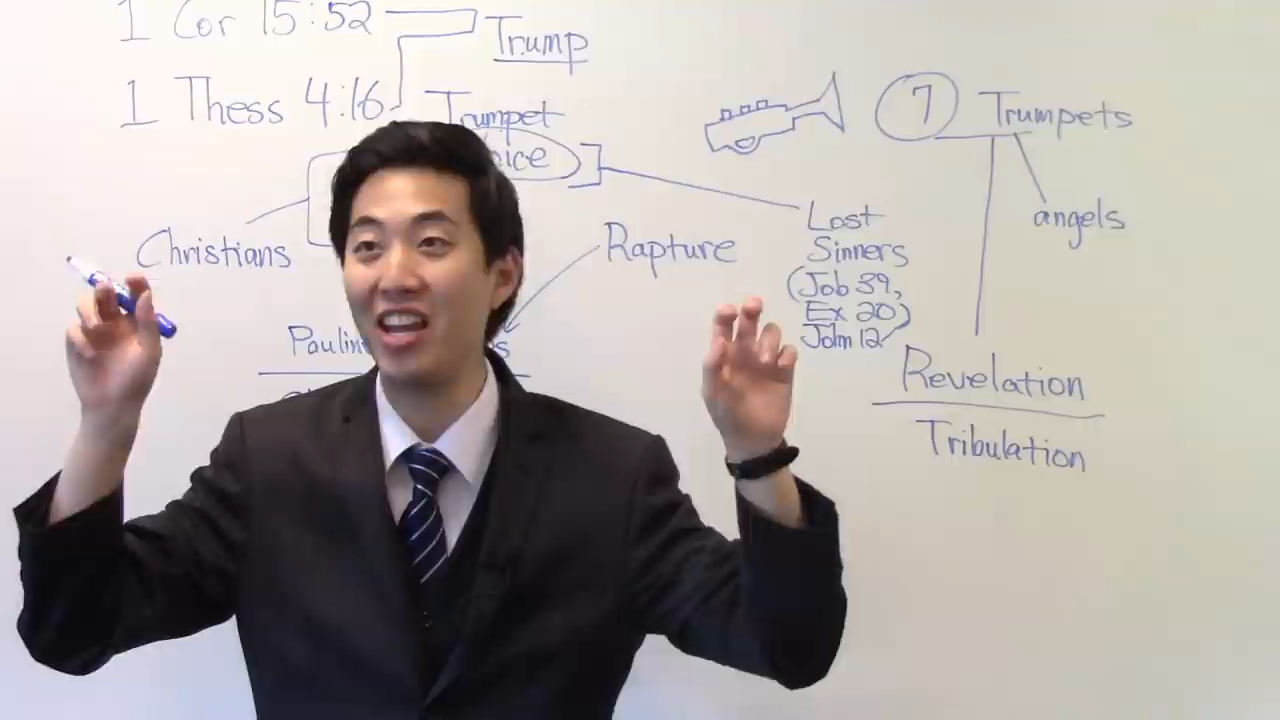 1 Cor 15:52
Trump
1 Thess 4:16
Trumpet
7 Trumpets
angels
Christians
Rapture
Lost
Sinners
(Job 39,
Ex 20)
John 12
Revelation
Tribulation